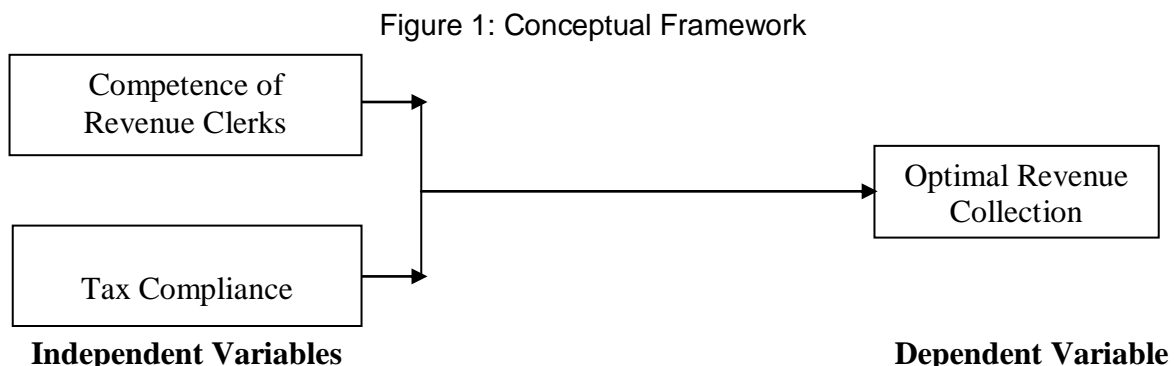 Figure 1: Conceptual Framework
Competence of
Revenue Clerks
Optimal Revenue
Collection
Tax Compliance
Independent Variables
Dependent Variable